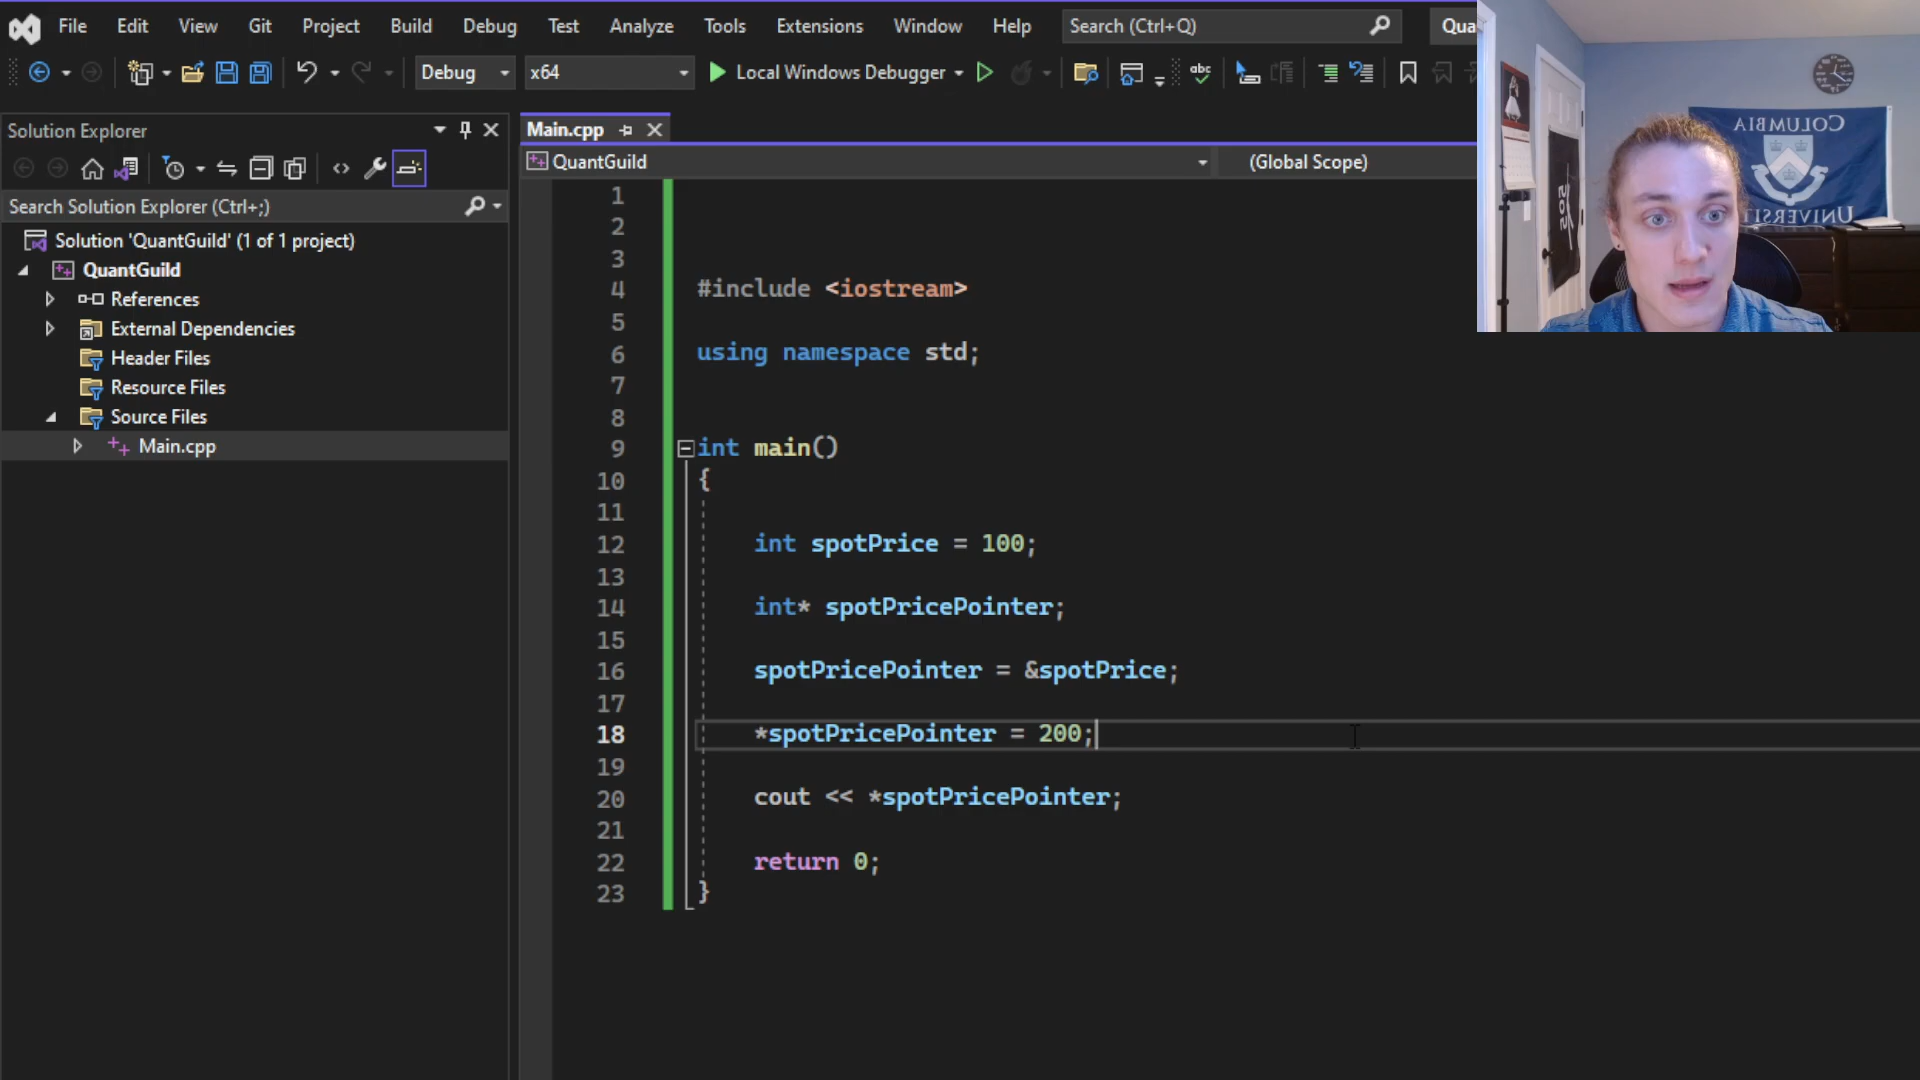 File Edit View Git Project Build Debug Test Analyze Tools Extensions Window Help Search (Ctrl+Q) Qua
Debug x64 Local Windows Debugger abc
Solution Explorer
Main.cpp
QuantGuild (Global Scope)
Search Solution Explorer (Ctrl+;)
Solution 'QuantGuild' (1 of 1 project)
QuantGuild
References
External Dependencies
Header Files
Resource Files
Source Files
Main.cpp
1
2
3
4 #include <iostream>
5
6 using namespace std;
7
8
9 int main()
10 {
11
12 int spotPrice = 100;
13
14 int* spotPricePointer;
15
16 spotPricePointer = &spotPrice;
17
18 *spotPricePointer = 200;
19
20 cout << *spotPricePointer;
21
22 return 0;
23 }
COLUMBIA
UNIVERSITY
505